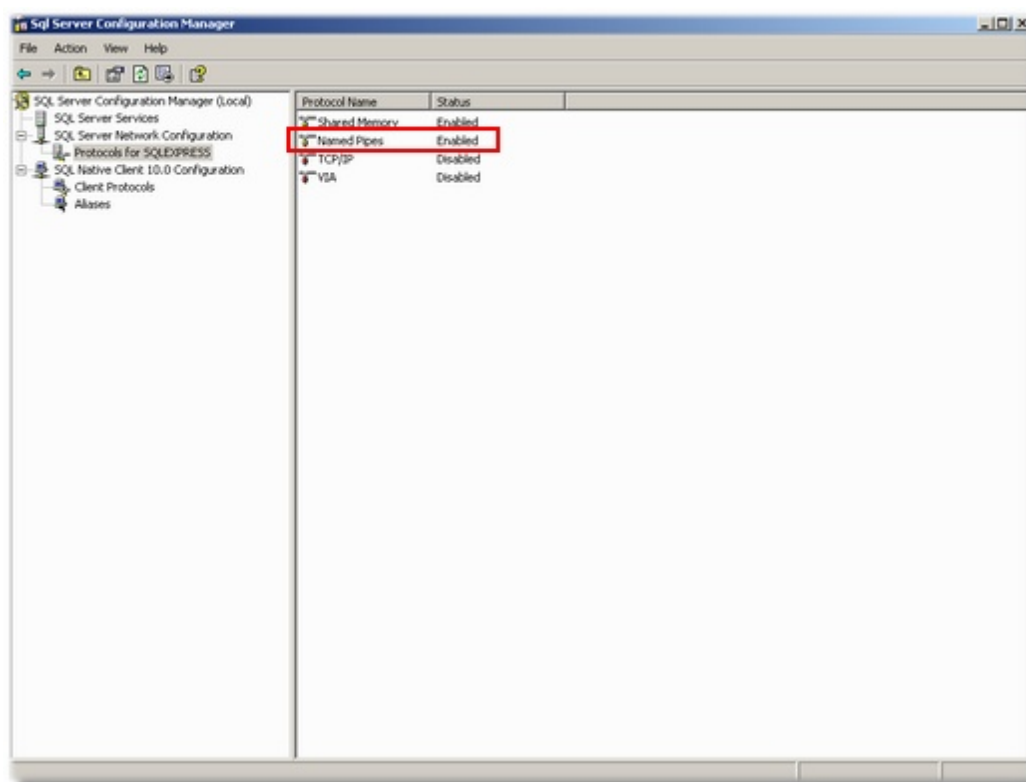 Sql Server Configuration Manager
File Action View Help
SQL Server Configuration Manager (Local)
SQL Server Services
SQL Server Network Configuration
Protocols for SQLEXPRESS
SQL Native Client 10.0 Configuration
Client Protocols
Aliases
Protocol Name Status
Shared Memory Enabled
Named Pipes Enabled
TCP/IP Disabled
VIA Disabled